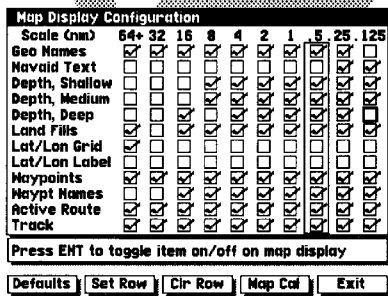 Map Display Configuration
Scale (nm) 64+ 32 16 8 4 2 1 .5 .25 .125
Geo Names
Navaid Text
Depth, Shallow
Depth, Medium
Depth, Deep
Land Fills
Lat/Lon Grid
Lat/Lon Label
Waypoints
Waypt Names
Active Route
Track
Press ENT to toggle item on/off on map display
Defaults Set Row Clr Row Map Cat Exit